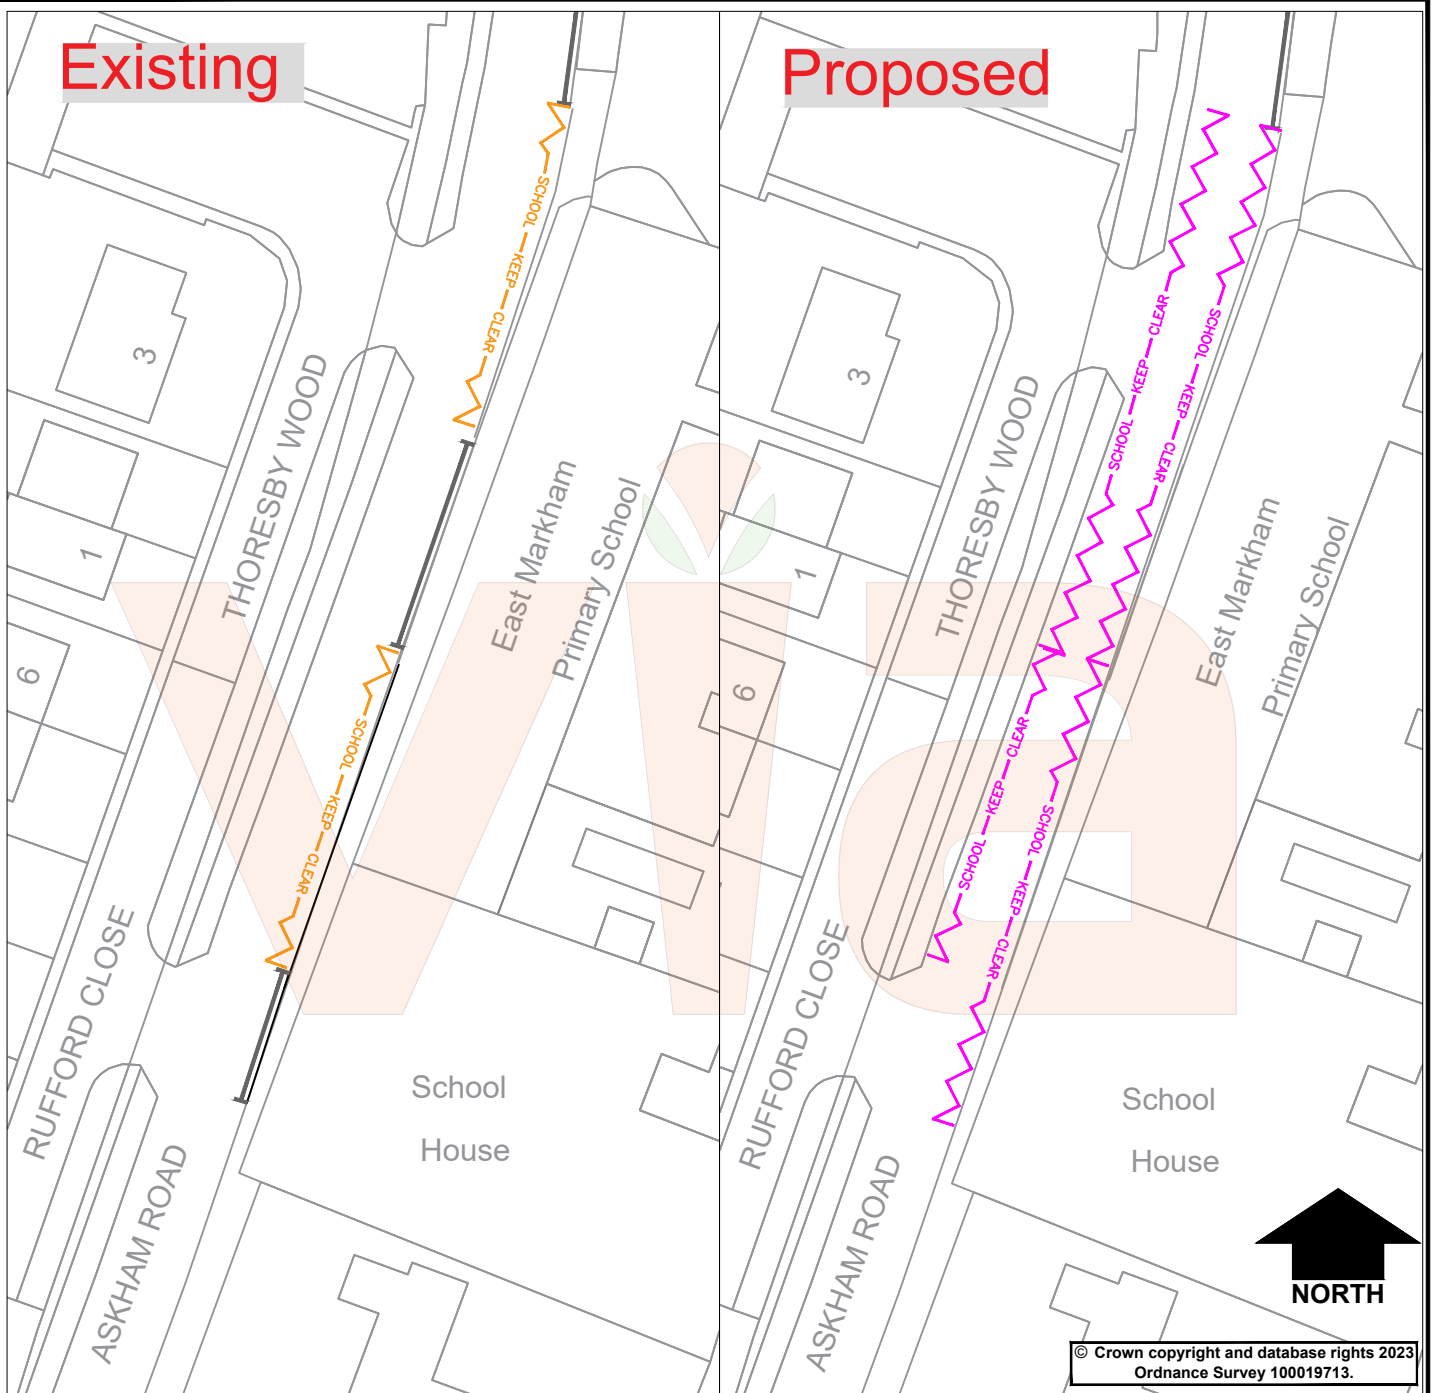 Existing
SCHOOL KEEP CLEAR
3
THORESBY WOOD
1
East Markham
Primary School
6
SCHOOL KEEP CLEAR
RUFFORD CLOSE
School
House
ASKHAM ROAD
Proposed
SCHOOL KEEP CLEAR
SCHOOL KEEP CLEAR
3
THORESBY WOOD
1
East Markham
Primary School
6
SCHOOL KEEP CLEAR
SCHOOL KEEP CLEAR
RUFFORD CLOSE
School
House
ASKHAM ROAD
NORTH
© Crown copyright and database rights 2023
Ordnance Survey 100019713.
via